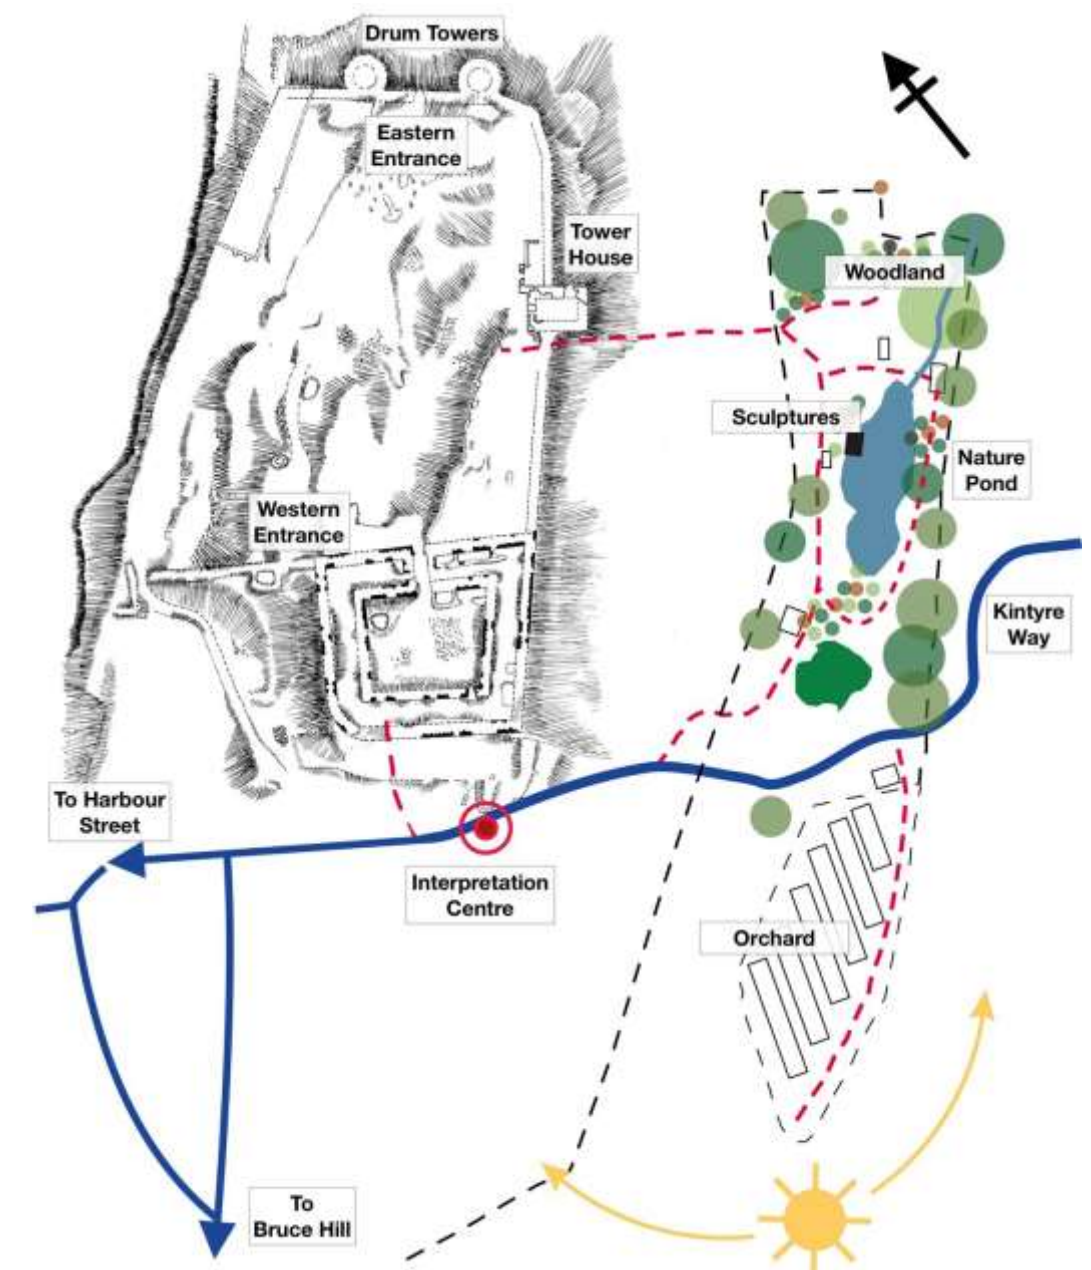 Drum Towers
Eastern
Entrance
Tower
House
Woodland
Sculptures
Nature
Pond
Western
Entrance
Kintyre
Way
To Harbour
Street
Interpretation
Centre
Orchard
To
Bruce Hill